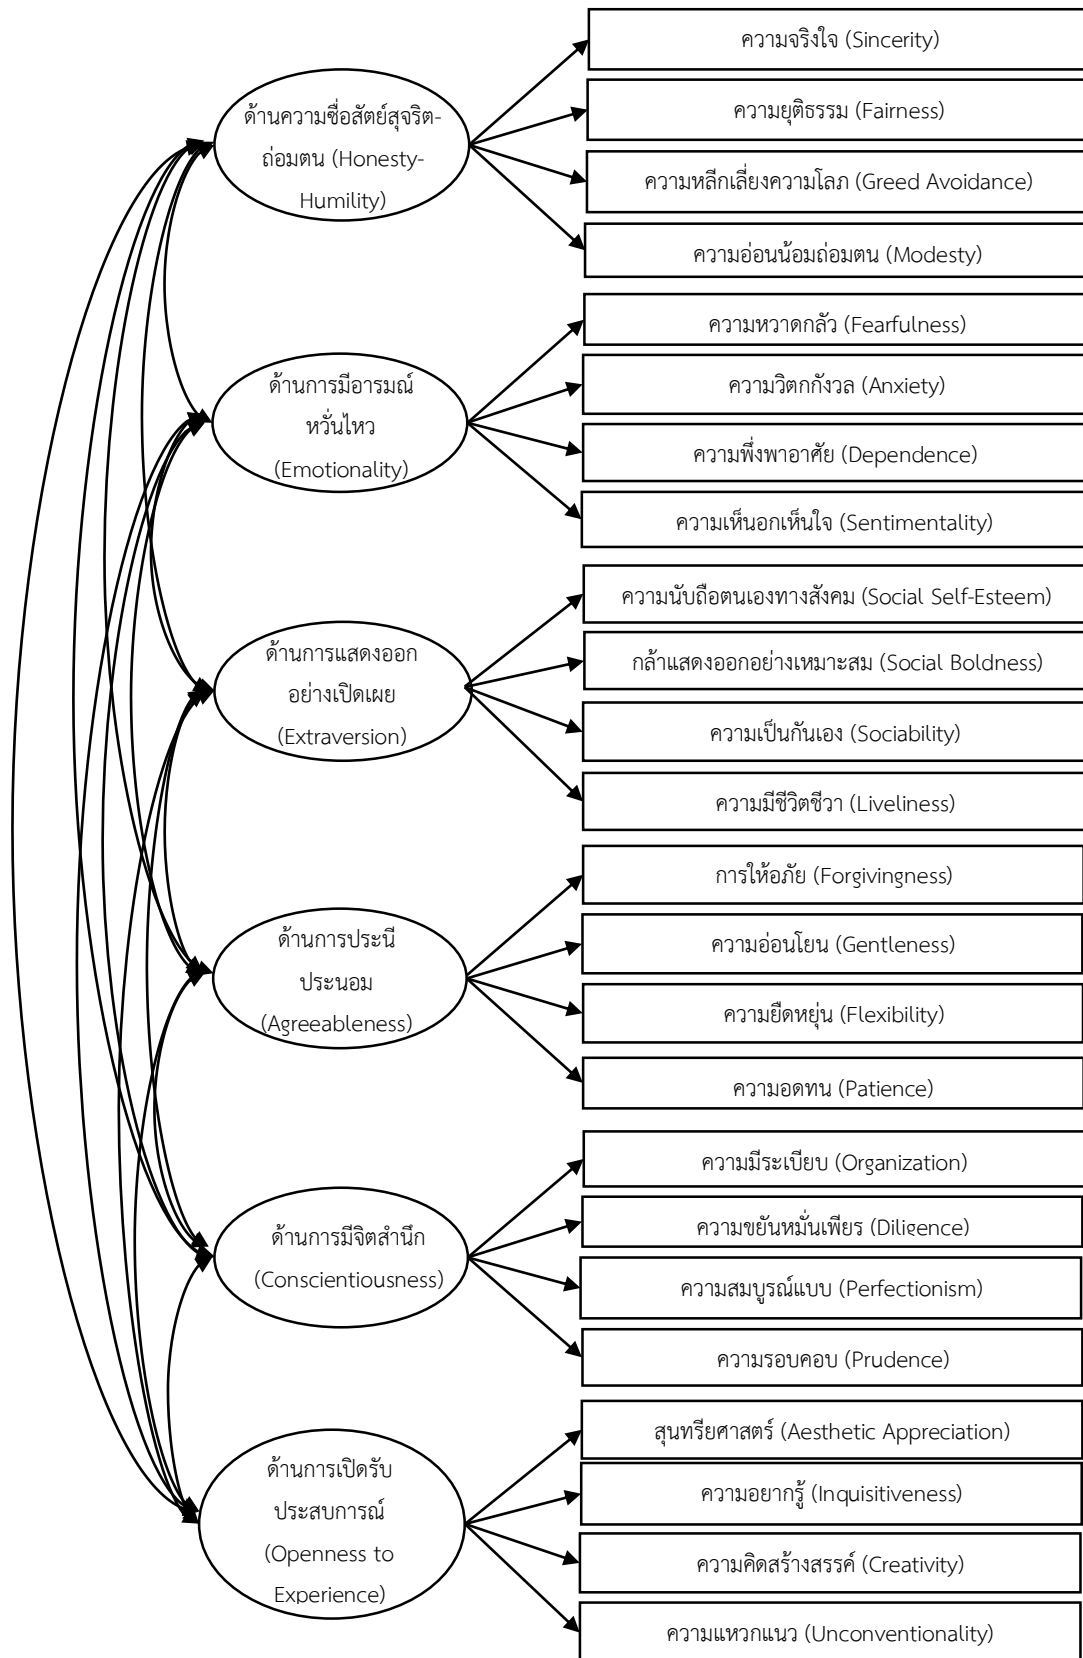 ความจริงใจ (Sincerity)
ความยุติธรรม (Fairness)
ด้านความซื่อสัตย์สุจริต-
ถ่อมตน (Honesty-
Humility)
ความหลีกเลี่ยงความโลภ (Greed Avoidance)
ความอ่อนน้อมถ่อมตน (Modesty)
ความหวาดกลัว (Fearfulness)
ด้านการมีอารมณ์
หวั่นไหว
(Emotionality)
ความวิตกกังวล (Anxiety)
ความพึ่งพาอาศัย (Dependence)
ความเห็นอกเห็นใจ (Sentimentality)
ความนับถือตนเองทางสังคม (Social Self-Esteem)
ด้านการแสดงออก
อย่างเปิดเผย
(Extraversion)
กล้าแสดงออกอย่างเหมาะสม (Social Boldness)
ความเป็นกันเอง (Sociability)
ความมีชีวิตชีวา (Liveliness)
การให้อภัย (Forgivingness)
ด้านการประนี
ประนอม
(Agreeableness)
ความอ่อนโยน (Gentleness)
ความยืดหยุ่น (Flexibility)
ความอดทน (Patience)
ความมีระเบียบ (Organization)
ด้านการมีจิตสำนึก
(Conscientiousness)
ความขยันหมั่นเพียร (Diligence)
ความสมบูรณ์แบบ (Perfectionism)
ความรอบคอบ (Prudence)
สุนทรียศาสตร์ (Aesthetic Appreciation)
ด้านการเปิดรับ
ประสบการณ์
(Openness to
Experience)
ความอยากรู้ (Inquisitiveness)
ความคิดสร้างสรรค์ (Creativity)
ความแหวกแนว (Unconventionality)